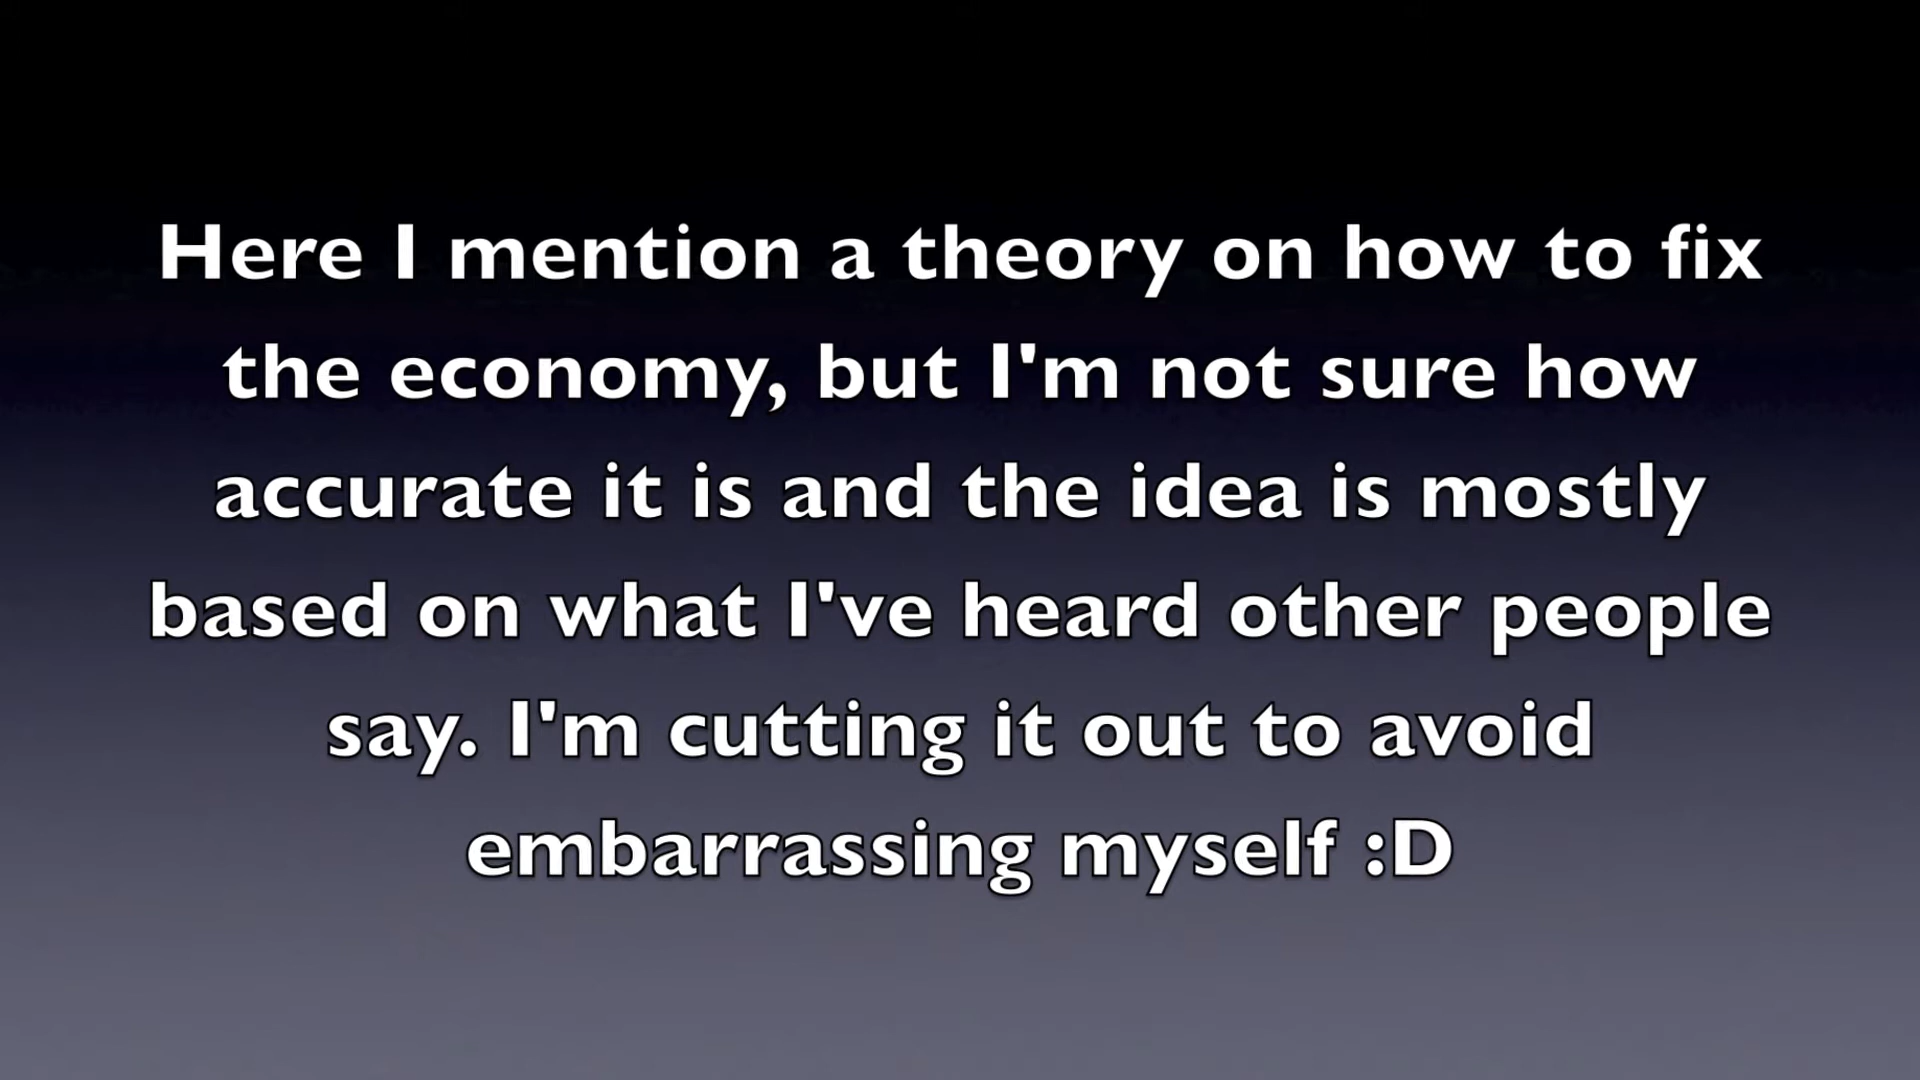 Here I mention a theory on how to fix
the economy, but I'm not sure how
accurate it is and the idea is mostly
based on what I've heard other people
say. I'm cutting it out to avoid
embarrassing myself :D